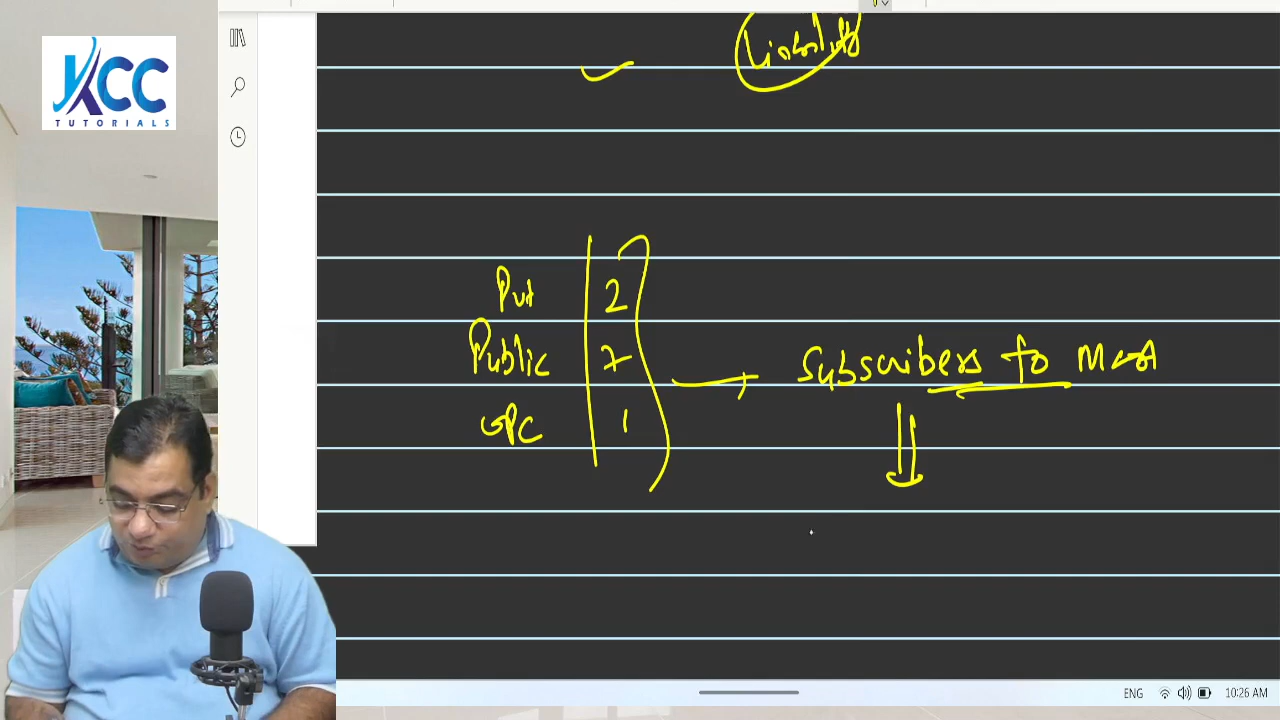 KCC
TUTORIALS
Liability
Pvt 2
Public 7
OPC 1
Subscribers to MOA
ENG 10:26 AM